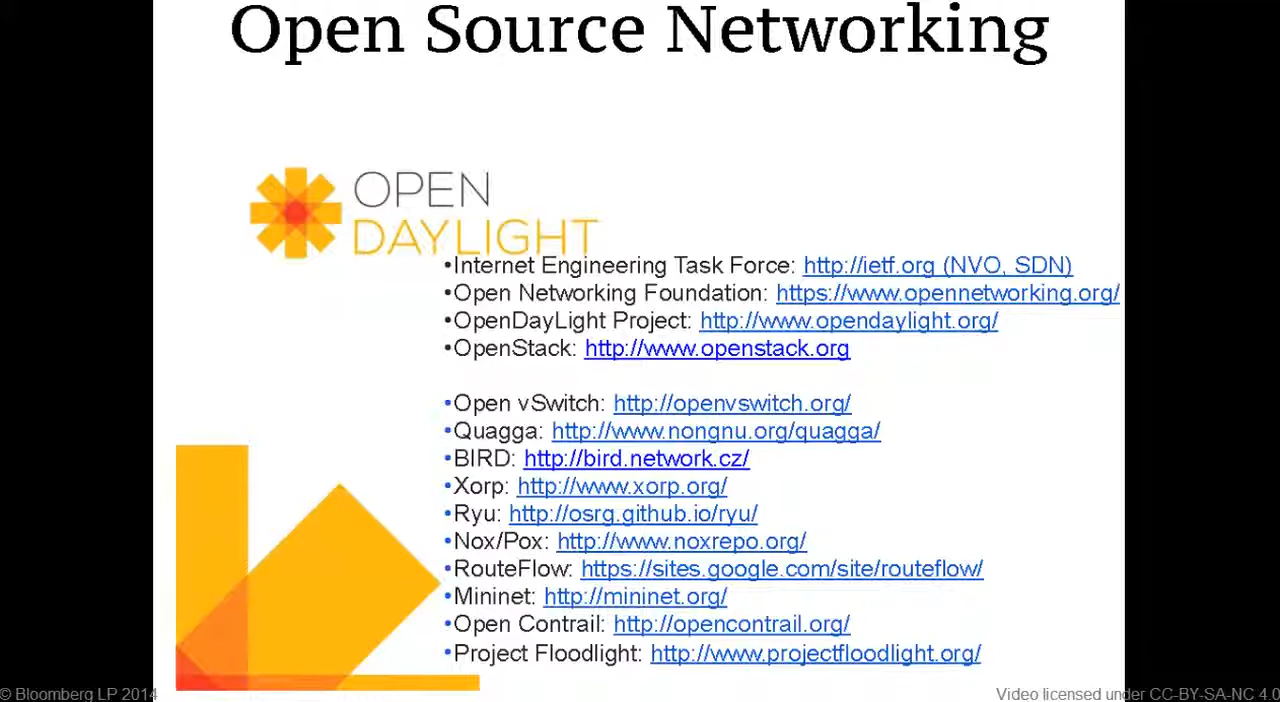 Open Source Networking
OPEN
DAYLIGHT
•Internet Engineering Task Force: http://ietf.org (NVO, SDN)
•Open Networking Foundation: https://www.opennetworking.org/
•OpenDayLight Project: http://www.opendaylight.org/
•OpenStack: http://www.openstack.org
•Open vSwitch: http://openvswitch.org/
•Quagga: http://www.nongnu.org/quagga/
•BIRD: http://bird.network.cz/
•Xorp: http://www.xorp.org/
•Ryu: http://osrg.github.io/ryu/
•Nox/Pox: http://www.noxrepo.org/
•RouteFlow: https://sites.google.com/site/routeflow/
•Mininet: http://mininet.org/
•Open Contrail: http://opencontrail.org/
•Project Floodlight: http://www.projectfloodlight.org/
© Bloomberg LP 2014
Video licensed under CC-BY-SA-NC 4.0